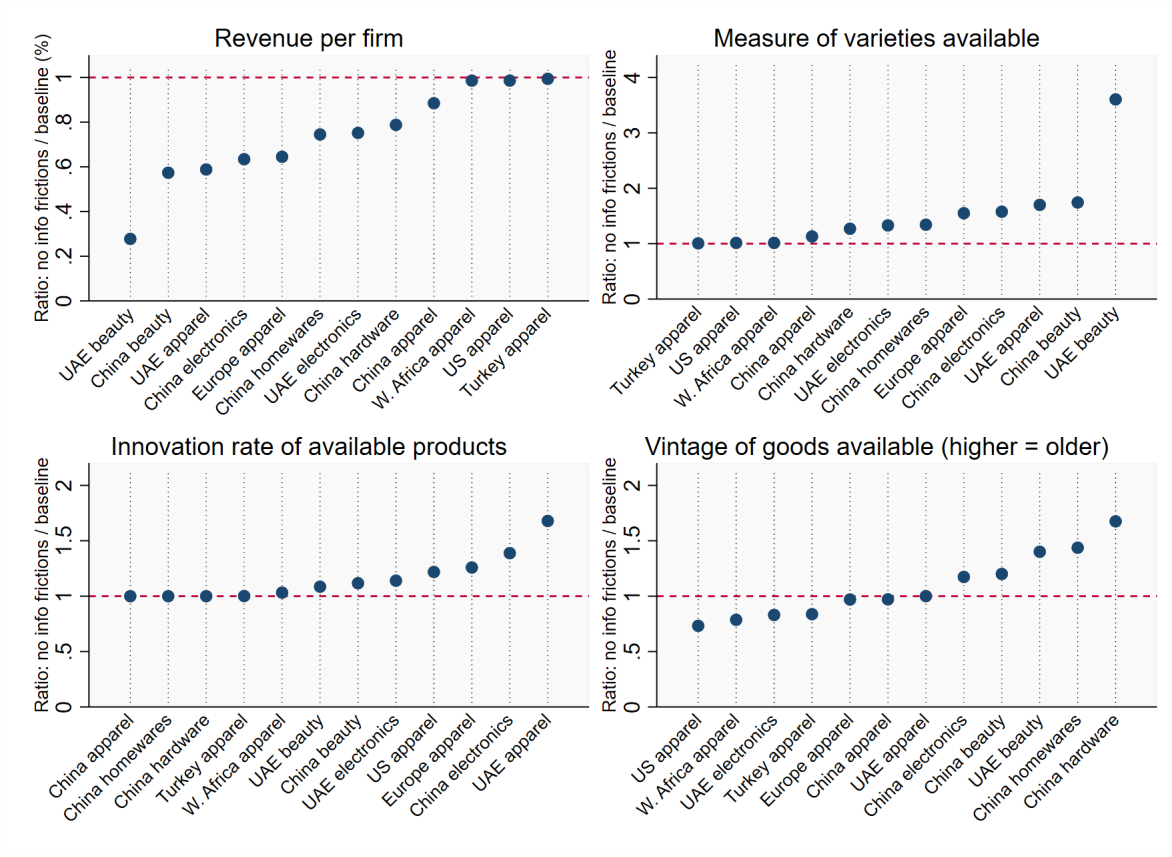 Revenue per firm
Ratio: no info frictions / baseline (%)
0 .2 .4 .6 .8 1
UAE beauty
China beauty
UAE apparel
China electronics
Europe apparel
China homewares
UAE electronics
China hardware
China apparel
W. Africa apparel
US apparel
Turkey apparel
Measure of varieties available
Ratio: no info frictions / baseline
0 1 2 3 4
Turkey apparel
US apparel
W. Africa apparel
China apparel
China hardware
UAE electronics
China homewares
Europe apparel
China electronics
UAE apparel
China beauty
UAE beauty
Innovation rate of available products
Ratio: no info frictions / baseline
0 .5 1 1.5 2
China apparel
China homewares
China hardware
Turkey apparel
W. Africa apparel
UAE beauty
China beauty
UAE electronics
US apparel
Europe apparel
China electronics
UAE apparel
Vintage of goods available (higher = older)
Ratio: no info frictions / baseline
0 .5 1 1.5 2
US apparel
W. Africa apparel
UAE electronics
Turkey apparel
Europe apparel
China apparel
UAE apparel
China electronics
China beauty
UAE beauty
China homewares
China hardware